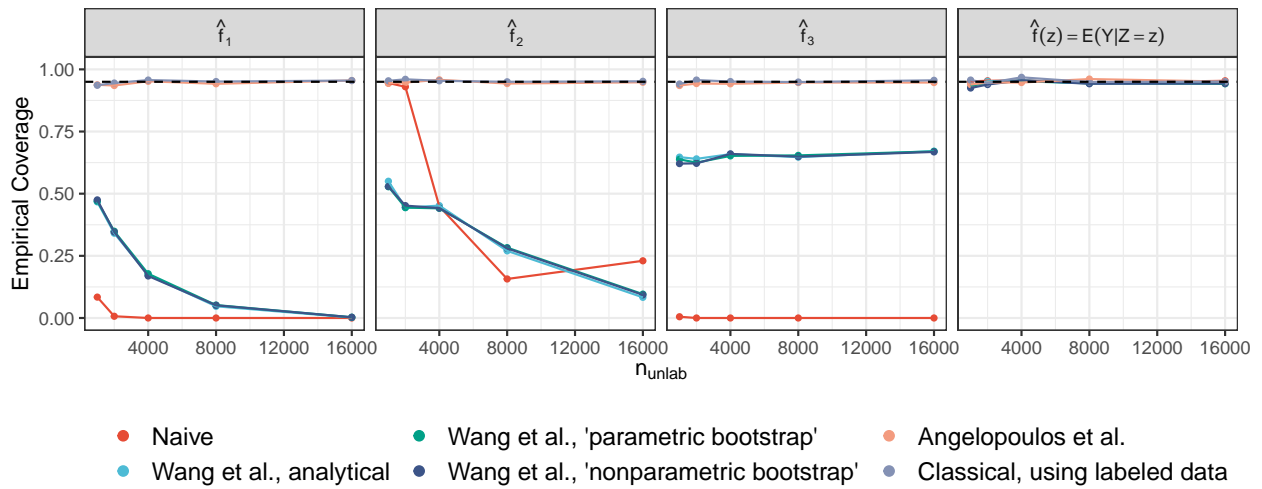 f̂₁ f̂₂ f̂₃ f̂(z) = E(Y|Z = z)
Empirical Coverage
1.00
0.75
0.50
0.25
0.00
4000 8000 12000 16000 4000 8000 12000 16000 4000 8000 12000 16000 4000 8000 12000 16000
n_unlab
Naive Wang et al., 'parametric bootstrap' Angelopoulos et al.
Wang et al., analytical Wang et al., 'nonparametric bootstrap' Classical, using labeled data